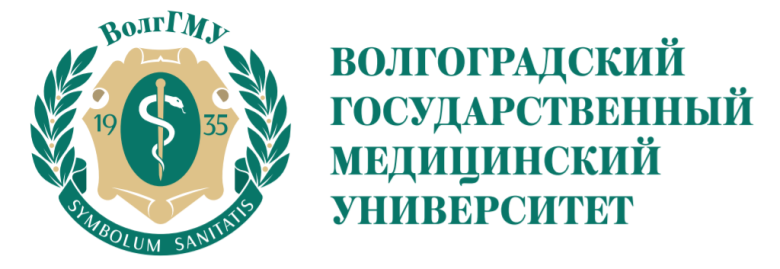 ВолгГМУ
19 35
SYMBOLUM SANITATIS
ВОЛГОГРАДСКИЙ
ГОСУДАРСТВЕННЫЙ
МЕДИЦИНСКИЙ
УНИВЕРСИТЕТ